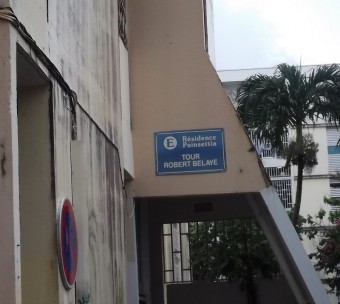 E Résidence
Poinsettia
TOUR
ROBERT BELAYE